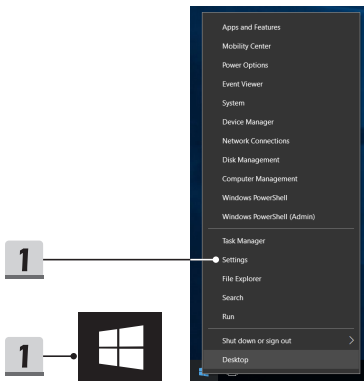 Apps and Features
Mobility Center
Power Options
Event Viewer
System
Device Manager
Network Connections
Disk Management
Computer Management
Windows PowerShell
Windows PowerShell (Admin)
Task Manager
1 Settings
File Explorer
Search
Run
Shut down or sign out
1
Desktop